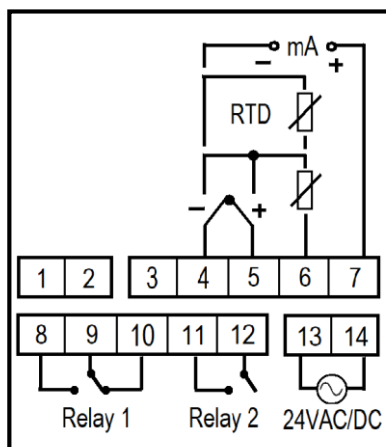 − mA +
RTD
− +
1 2 3 4 5 6 7
8 9 10 11 12 13 14
Relay 1 Relay 2 24VAC/DC